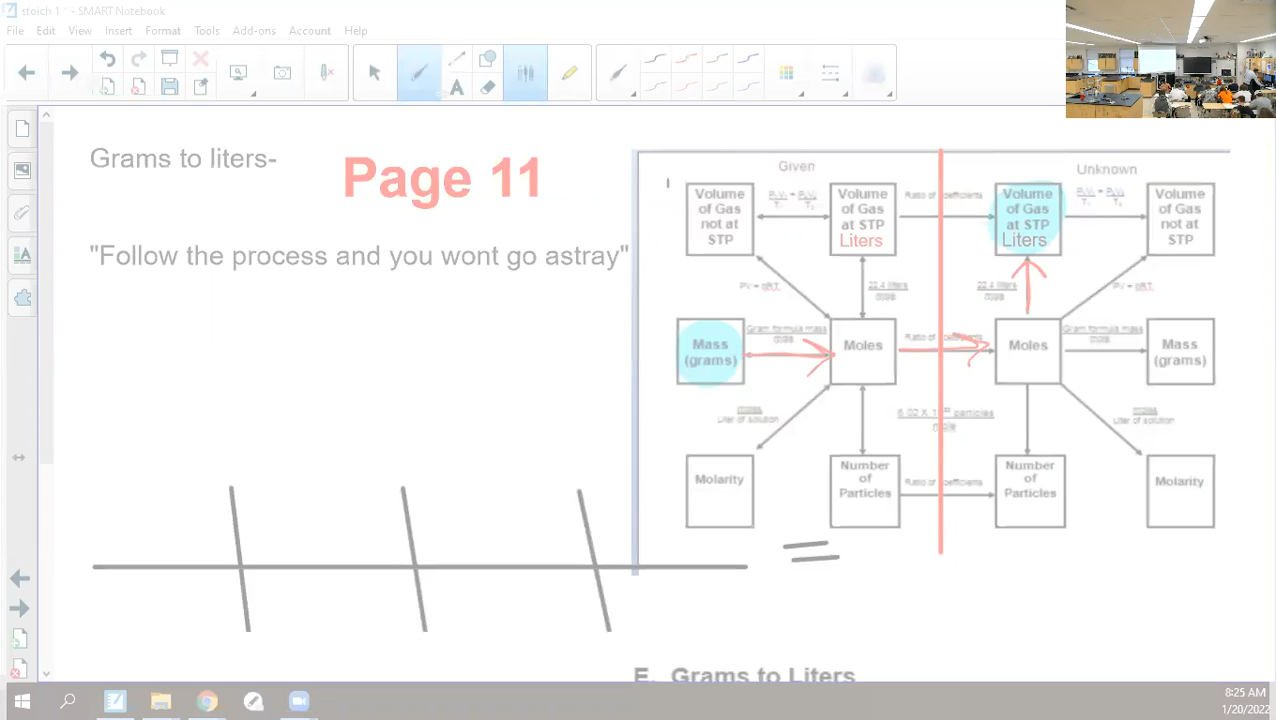 stoich 1 - SMART Notebook
File Edit View Insert Format Tools Add-ons Account Help
Grams to liters-
Page 11
"Follow the process and you wont go astray"
Given
Unknown
Volume of Gas not at STP
Volume of Gas at STP
Liters
Ratio of coefficients
Volume of Gas at STP
Liters
Volume of Gas not at STP
PV = nRT
22.4 liters
mole
22.4 liters
mole
PV = nRT
Mass (grams)
Gram formula mass
mole
Moles
Ratio of coefficients
Moles
Gram formula mass
mole
Mass (grams)
moles
Liter of solution
particles
mole
moles
Liter of solution
Molarity
Number of Particles
Ratio of coefficients
Number of Particles
Molarity
=
E. Grams to Liters
8:25 AM
1/20/2022